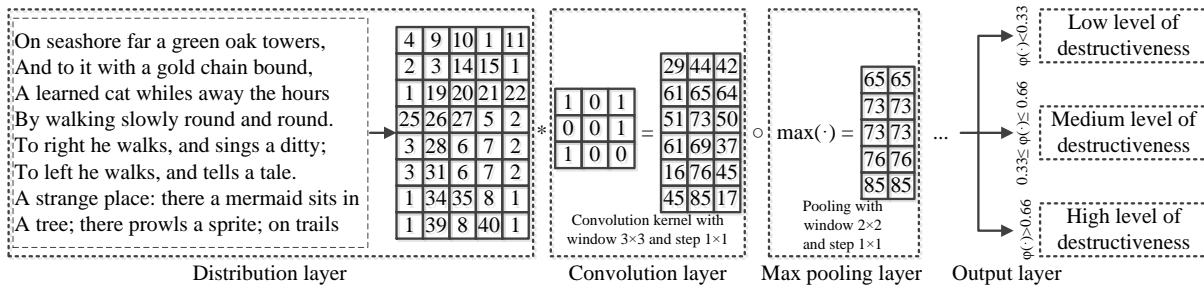 On seashore far a green oak towers,
And to it with a gold chain bound,
A learned cat whiles away the hours
By walking slowly round and round.
To right he walks, and sings a ditty;
To left he walks, and tells a tale.
A strange place: there a mermaid sits in
A tree; there prowls a sprite; on trails
4 9 10 1 11
2 3 14 15 1
1 19 20 21 22
25 26 27 5 2
3 28 6 7 2
3 31 6 7 2
1 34 35 8 1
1 39 8 40 1
Distribution layer
*
1 0 1
0 0 1
1 0 0
=
29 44 42
61 65 64
51 73 50
61 69 37
16 76 45
45 85 17
Convolution kernel with
window 3×3 and step 1×1
Convolution layer
○ max(·) =
65 65
73 73
73 73
76 76
85 85
Pooling with
window 2×2
and step 1×1
Max pooling layer
...
φ(·)<0.33
Low level of
destructiveness
0.33≤ φ(·)≤ 0.66
Medium level of
destructiveness
φ(·)>0.66
High level of
destructiveness
Output layer